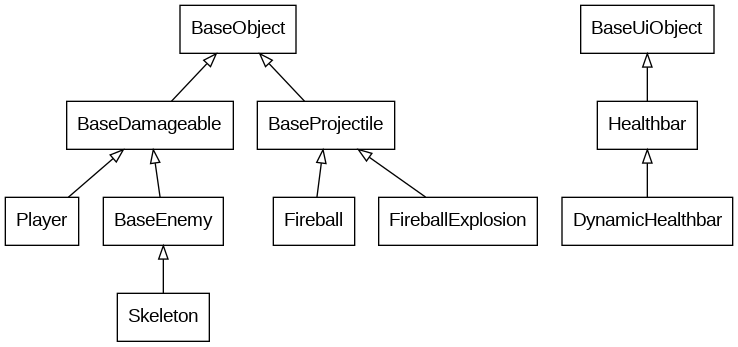 BaseObject
BaseUiObject
BaseDamageable
BaseProjectile
Healthbar
Player
BaseEnemy
Fireball
FireballExplosion
DynamicHealthbar
Skeleton